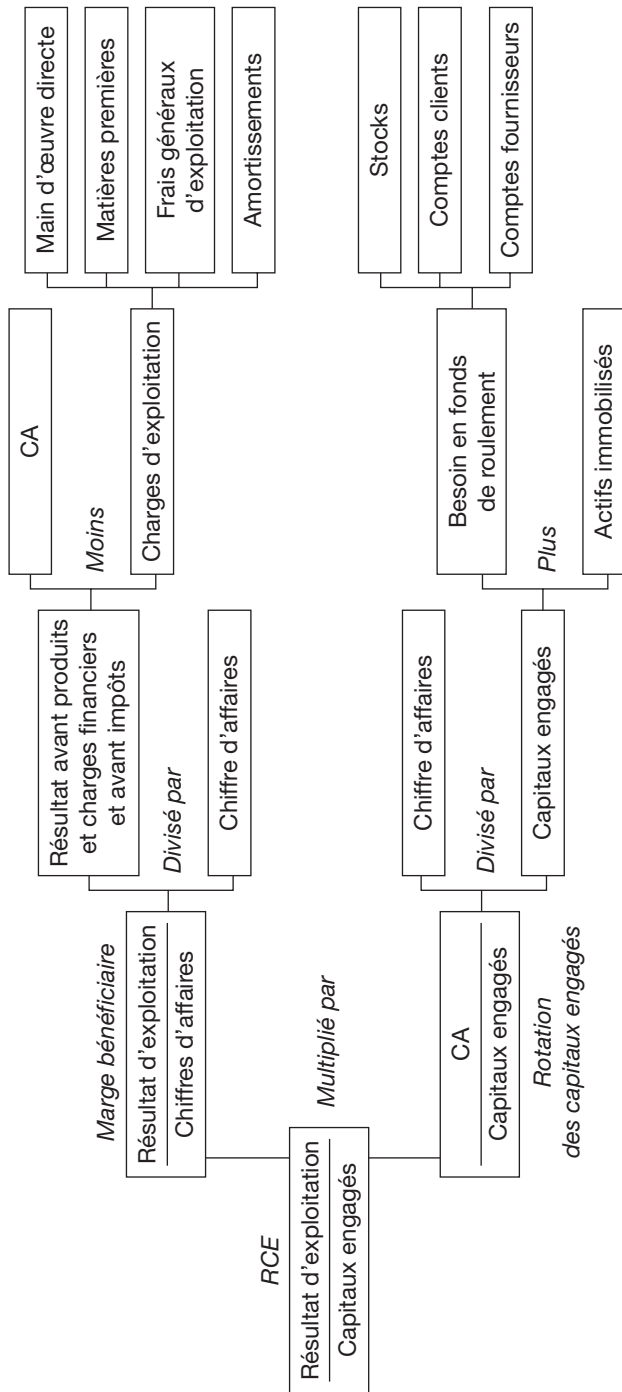 RCE
Résultat d'exploitation
Capitaux engagés
Multiplié par
Marge bénéficiaire
Résultat d'exploitation
Chiffres d'affaires
CA
Capitaux engagés
Rotation
des capitaux engagés
Résultat avant produits
et charges financiers
et avant impôts
Divisé par
Chiffre d'affaires
Chiffre d'affaires
Divisé par
Capitaux engagés
CA
Moins
Charges d'exploitation
Besoin en fonds
de roulement
Plus
Actifs immobilisés
Main d'œuvre directe
Matières premières
Frais généraux
d'exploitation
Amortissements
Stocks
Comptes clients
Comptes fournisseurs